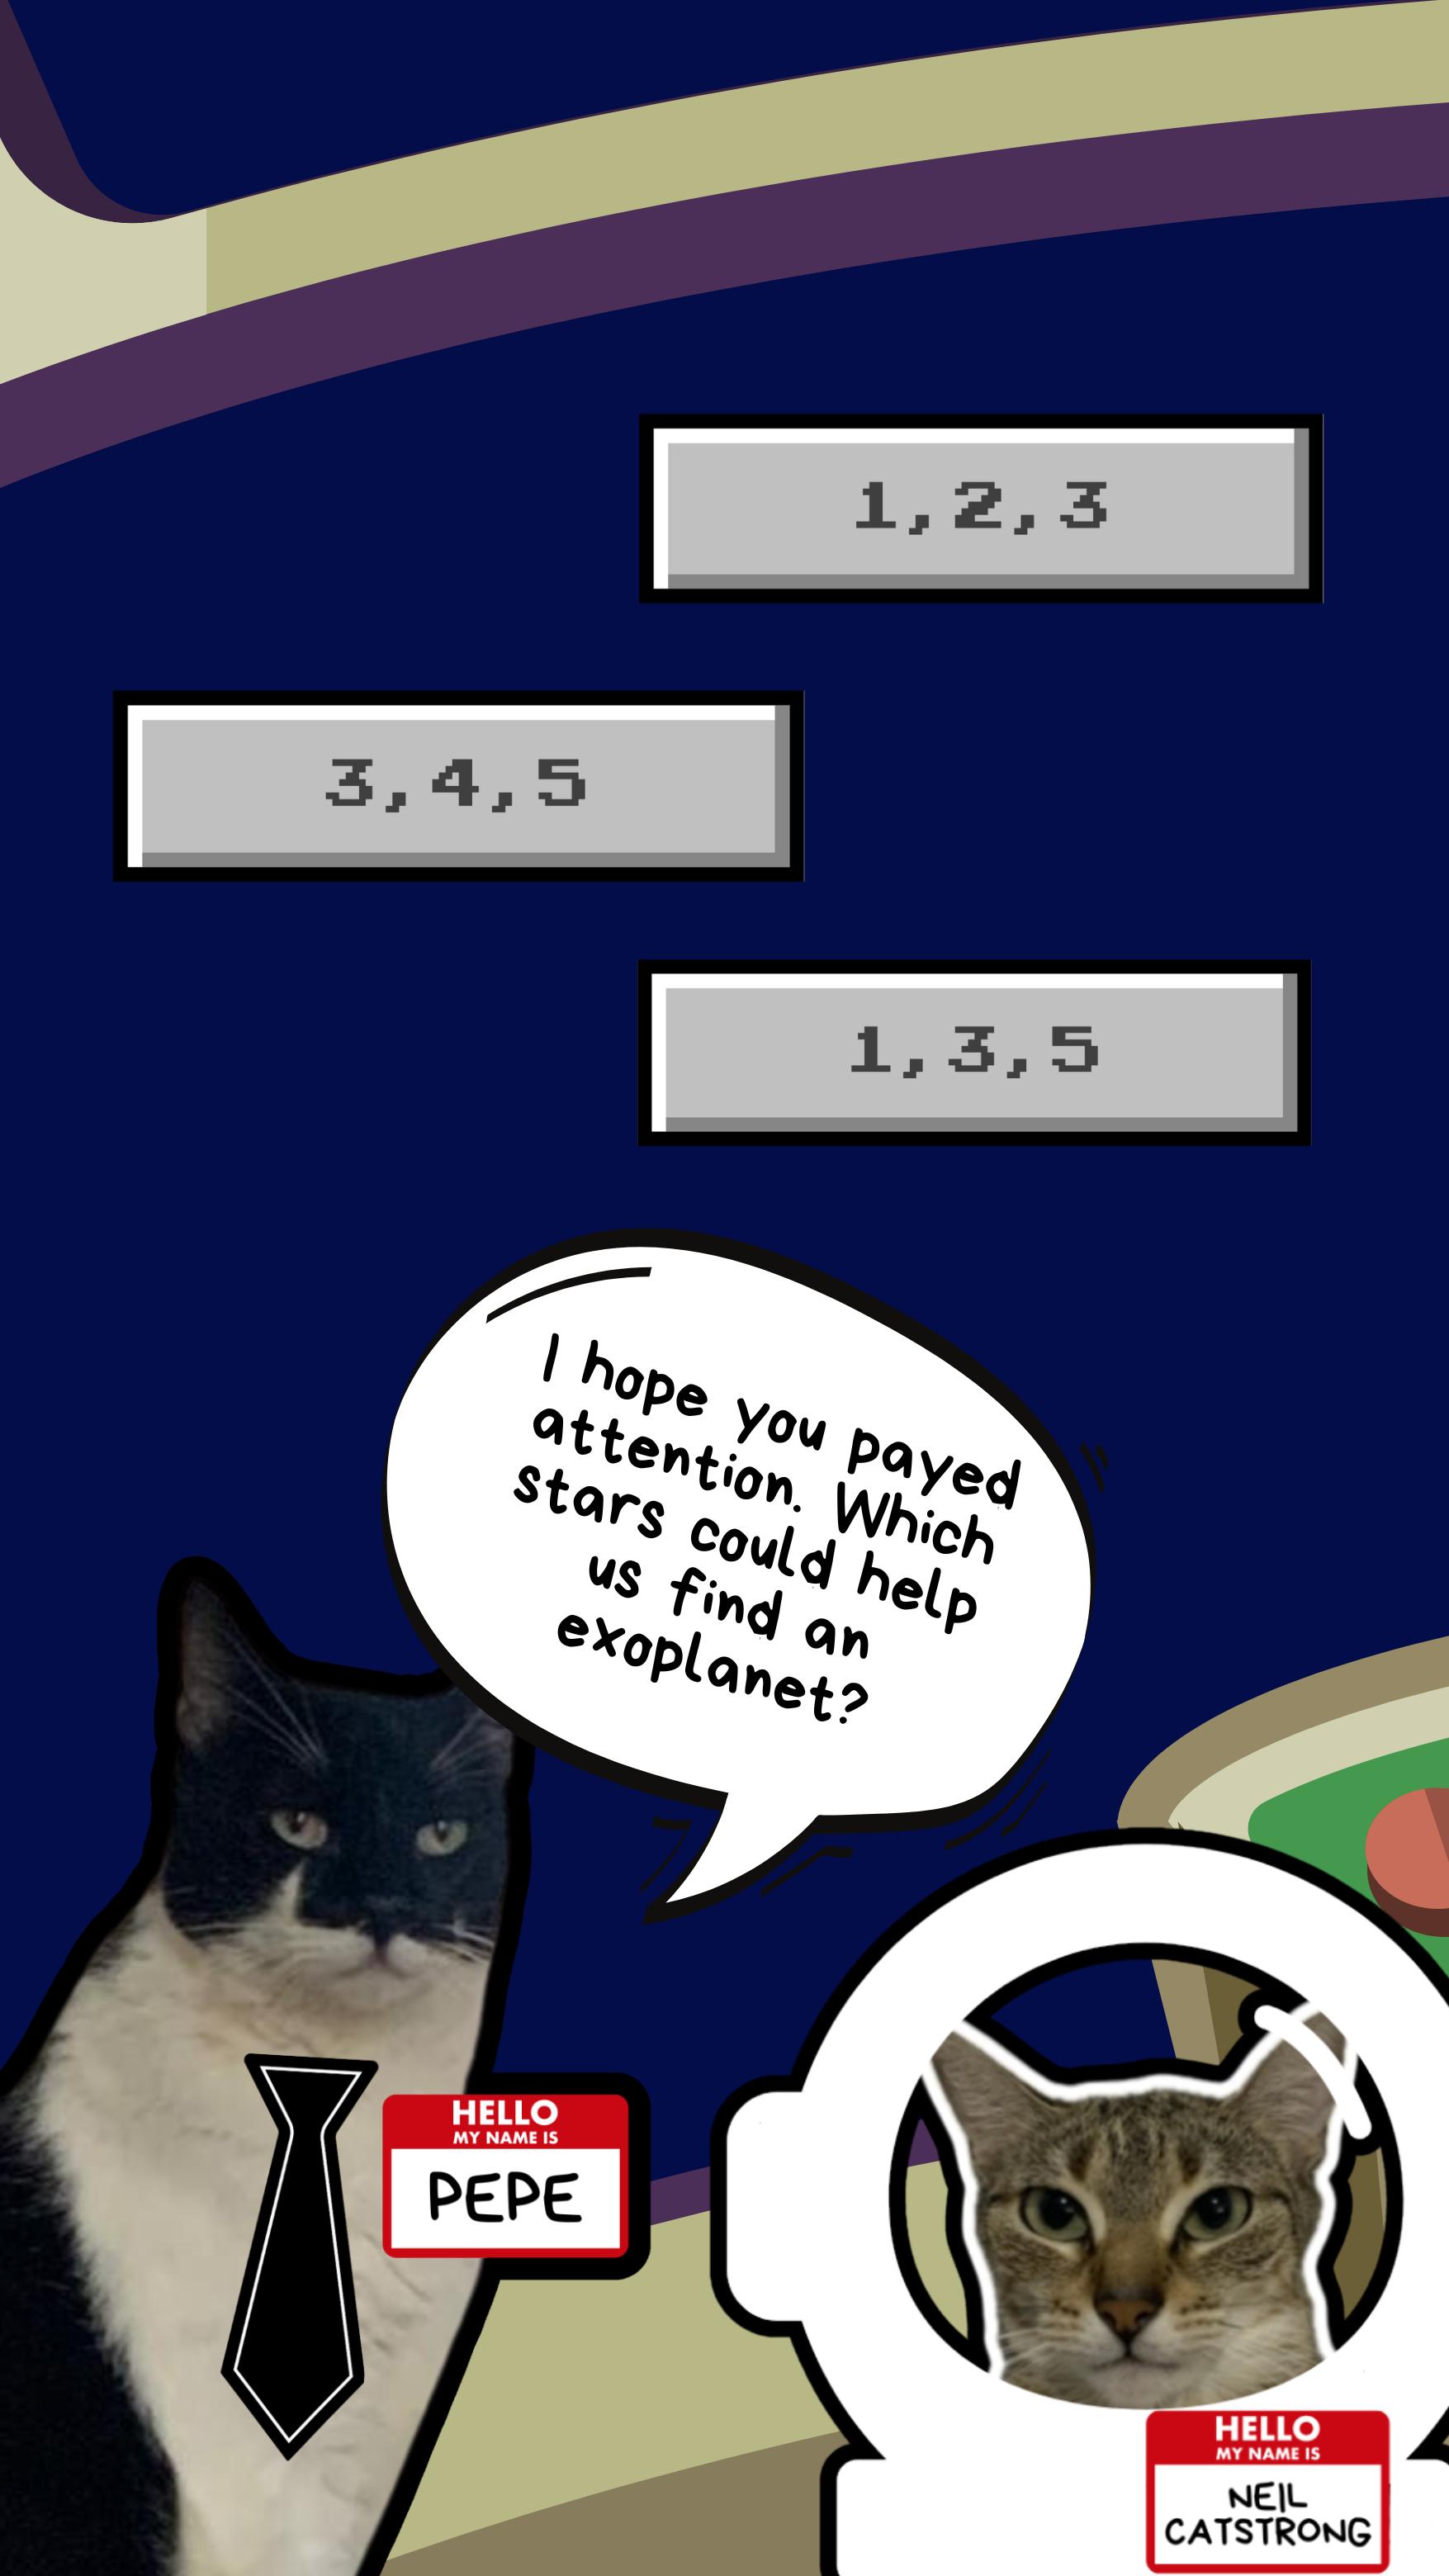 1,2,3
3,4,5
1,3,5
I hope you payed
attention. Which
stars could help
us find an
exoplanet?
HELLO
MY NAME IS
PEPE
HELLO
MY NAME IS
NEIL
CATSTRONG